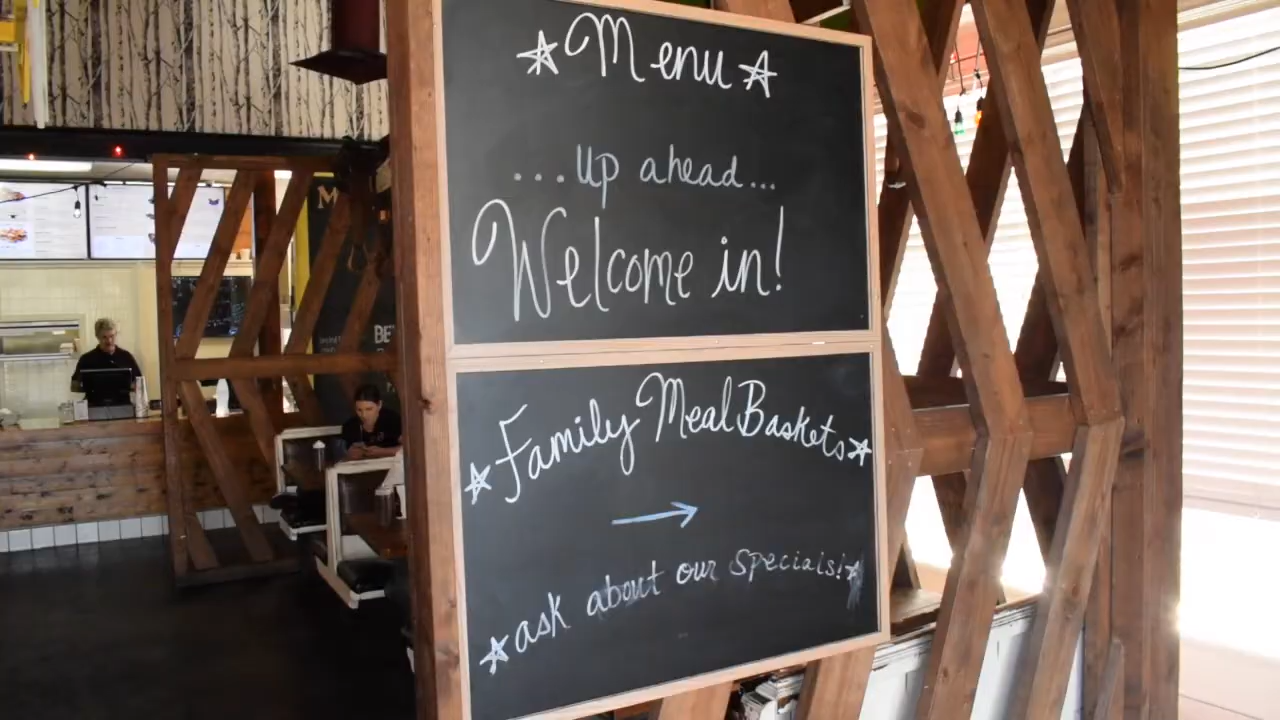 Menu
...up ahead...
Welcome in!
Family Meal Baskets
ask about our specials!